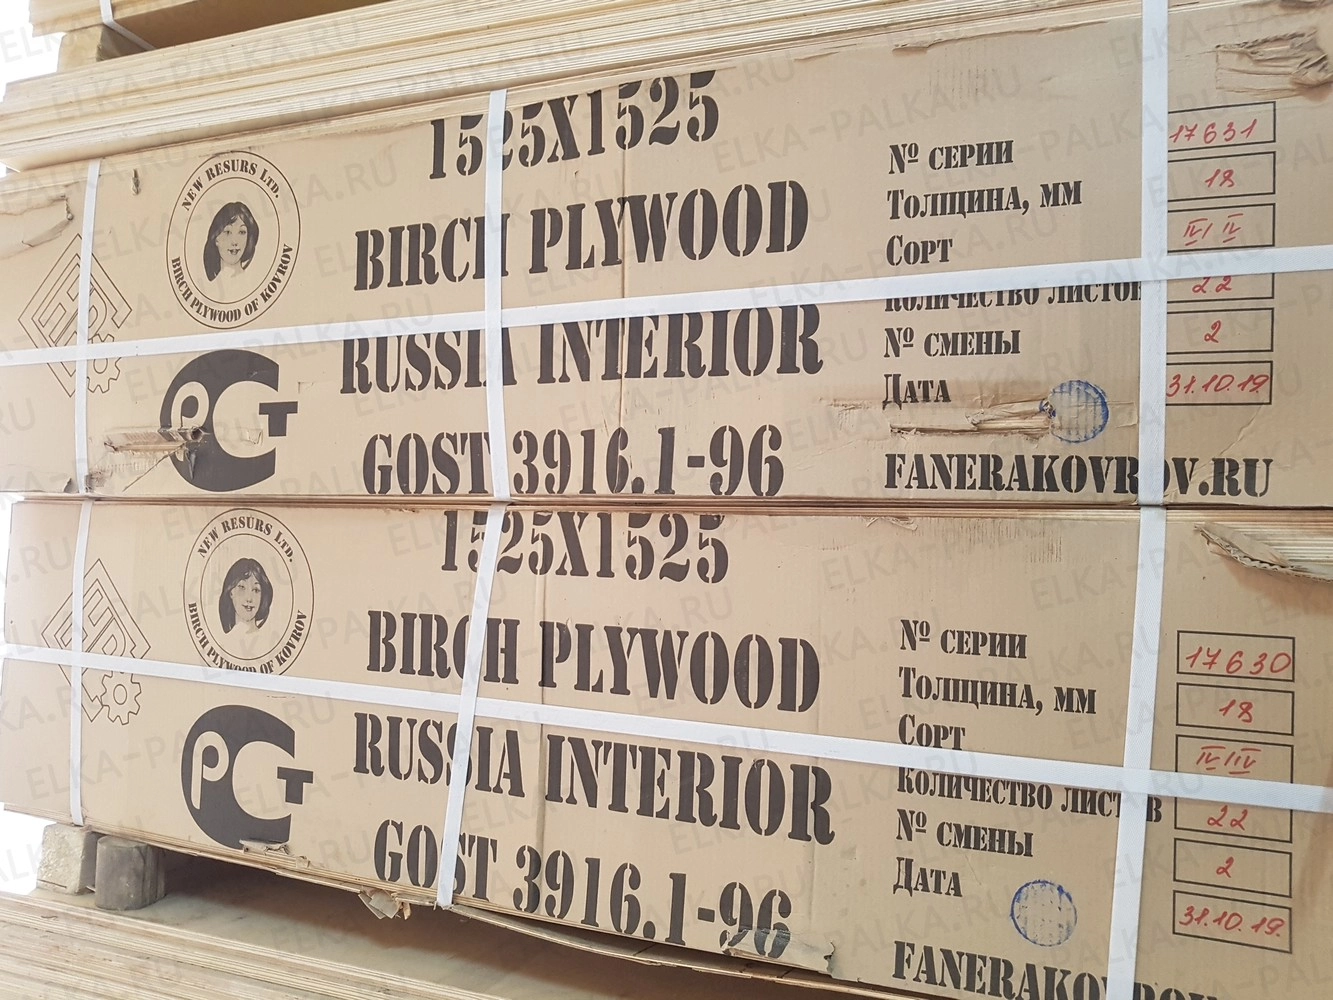 NEW RESURS LTD.
BIRCH PLYWOOD OF KOVROV
РСТ
1525X1525
BIRCH PLYWOOD
RUSSIA INTERIOR
GOST 3916.1-96
№ СЕРИИ 17631
ТОЛЩИНА, ММ 18
СОРТ IV/IV
КОЛИЧЕСТВО ЛИСТОВ 22
№ СМЕНЫ 2
ДАТА 31.10.19
FANERAKOVROV.RU
NEW RESURS LTD.
BIRCH PLYWOOD OF KOVROV
РСТ
1525X1525
BIRCH PLYWOOD
RUSSIA INTERIOR
GOST 3916.1-96
№ СЕРИИ 17630
ТОЛЩИНА, ММ 18
СОРТ IV/IV
КОЛИЧЕСТВО ЛИСТОВ 22
№ СМЕНЫ 2
ДАТА 31.10.19.
FANERAKOVROV
ELKA-PALKA.RU